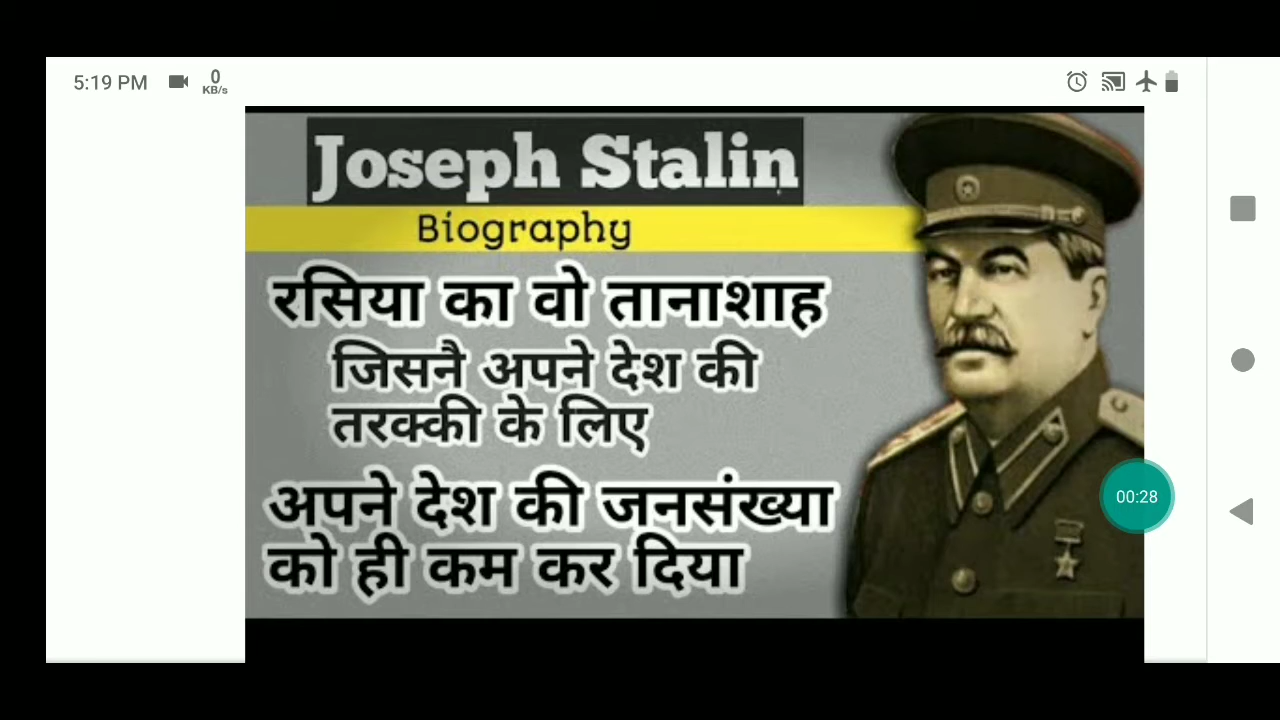 5:19 PM 0
KB/s
Joseph Stalin
Biography
रसिया का वो तानाशाह
जिसनै अपने देश की
तरक्की के लिए
अपने देश की जनसंख्या
को ही कम कर दिया
00:28